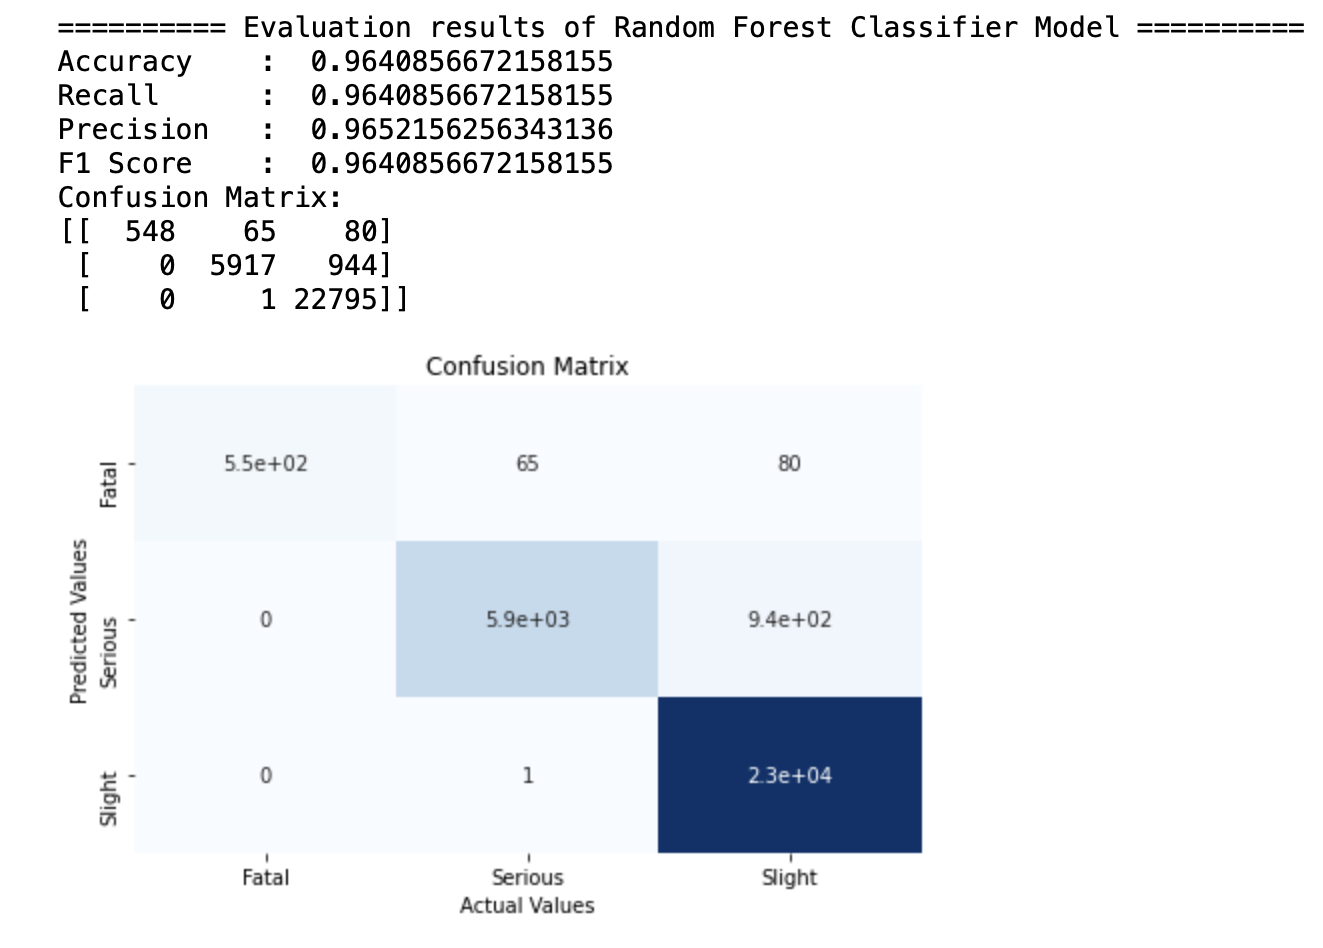 ========== Evaluation results of Random Forest Classifier Model ==========
Accuracy    :  0.9640856672158155
Recall      :  0.9640856672158155
Precision   :  0.9652156256343136
F1 Score    :  0.9640856672158155
Confusion Matrix:
[[  548    65    80]
 [    0  5917   944]
 [    0     1 22795]]
Confusion Matrix
Predicted Values
Fatal
5.5e+02 65 80
Serious
0 5.9e+03 9.4e+02
Slight
0 1 2.3e+04
Fatal Serious Slight
Actual Values